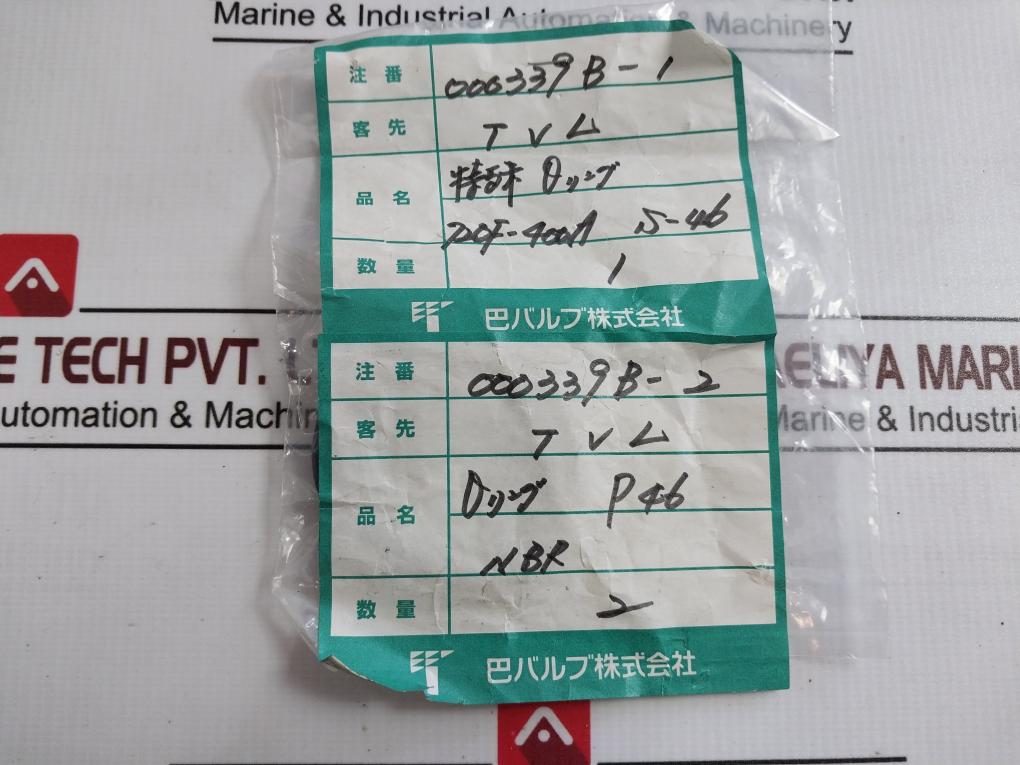 Marine & Industrial Automation & Machinery
注番 000339B-1
客先 TVL
品名 特殊 Oリング
-400A S-46
数量 1
巴バルブ株式会社
E TECH PVT. L
AELIYA MARI
utomation & Machin
Marine & Industria
注番 000339B-2
客先 TVL
品名 Oリング P46
NBR
数量 2
巴バルブ株式会社